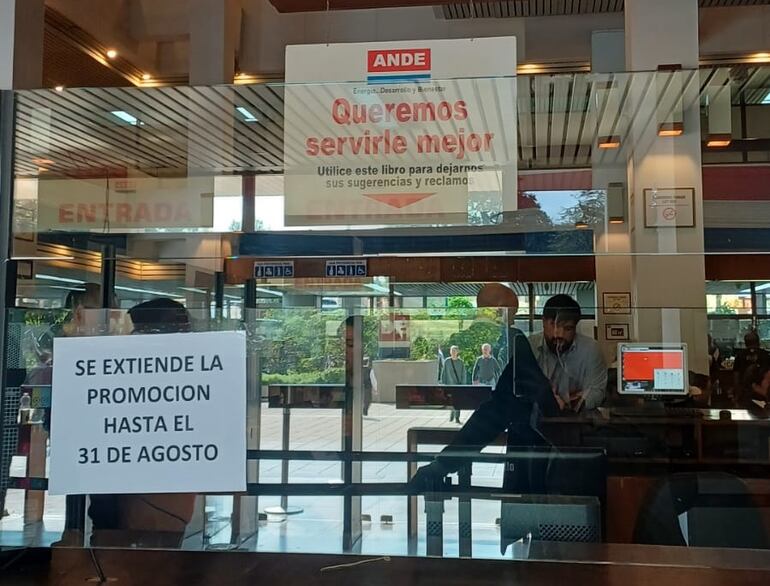 ANDE
Energía, Desarrollo y Bienestar
Queremos
servirle mejor
Utilice este libro para dejarnos
sus sugerencias y reclamos
ENTRADA
SE EXTIENDE LA
PROMOCION
HASTA EL
31 DE AGOSTO